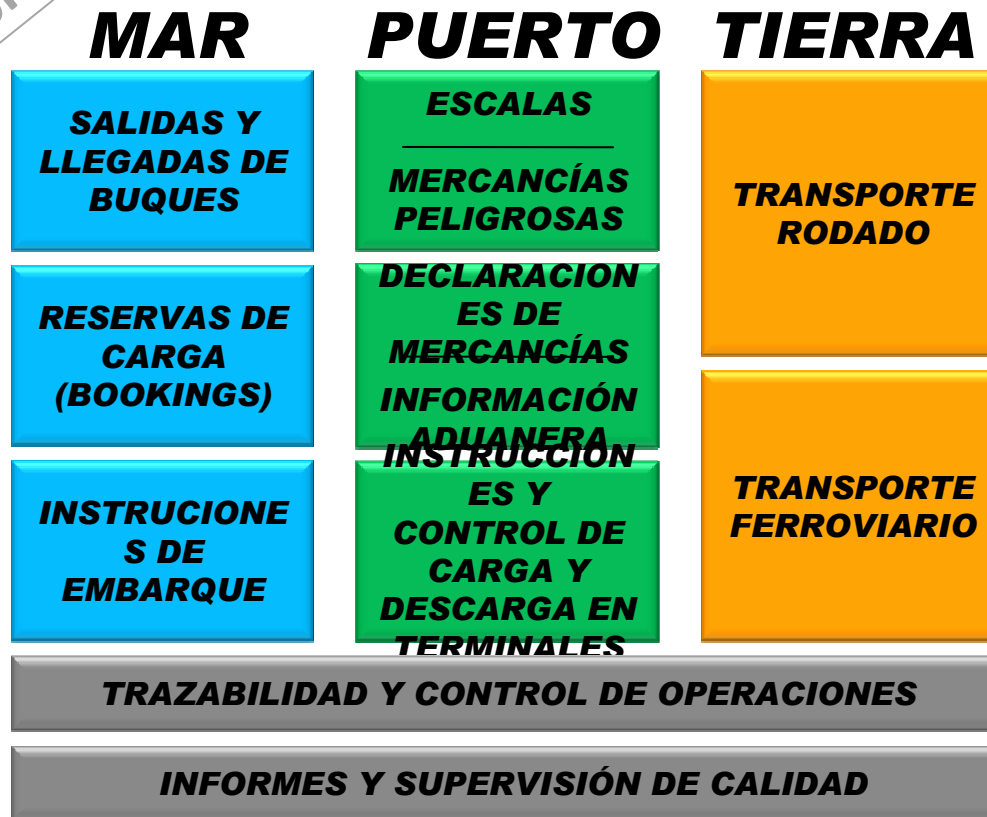 MAR
SALIDAS Y
LLEGADAS DE
BUQUES
RESERVAS DE
CARGA
(BOOKINGS)
INSTRUCIONE
S DE
EMBARQUE
PUERTO
ESCALAS
MERCANCÍAS
PELIGROSAS
DECLARACION
ES DE
MERCANCÍAS
INFORMACIÓN
ADUANERA
INSTRUCCION
ES Y
CONTROL DE
CARGA Y
DESCARGA EN
TERMINALES
TIERRA
TRANSPORTE
RODADO
TRANSPORTE
FERROVIARIO
TRAZABILIDAD Y CONTROL DE OPERACIONES
INFORMES Y SUPERVISIÓN DE CALIDAD